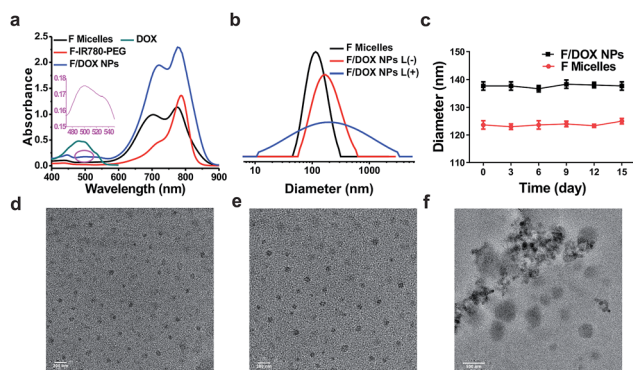 a
F Micelles DOX
F-IR780-PEG
F/DOX NPs
2.5
2.0
1.5
1.0
0.5
0.0
Absorbance
0.18
0.17
0.16
0.15
480 500 520 540
400 500 600 700 800 900
Wavelength (nm)
b
F Micelles
F/DOX NPs L(-)
F/DOX NPs L(+)
10 100 1000
Diameter (nm)
c
F/DOX NPs
F Micelles
150
140
130
120
110
Diameter (nm)
0 3 6 9 12 15
Time (day)
d
e
f